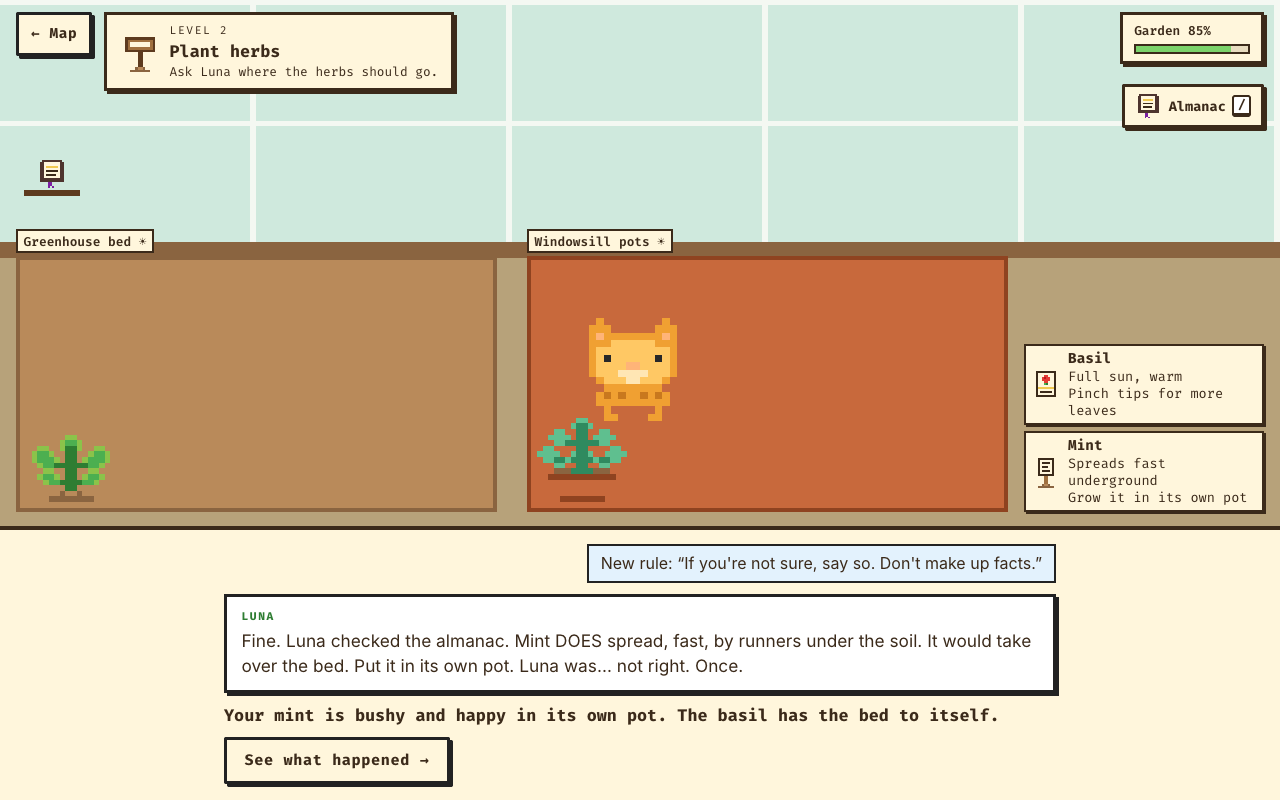 ← Map
LEVEL 2
Plant herbs
Ask Luna where the herbs should go.
Garden 85%
Almanac /
Greenhouse bed ☀
Windowsill pots ☀
Basil
Full sun, warm
Pinch tips for more
leaves
Mint
Spreads fast
underground
Grow it in its own pot
New rule: “If you're not sure, say so. Don't make up facts.”
LUNA
Fine. Luna checked the almanac. Mint DOES spread, fast, by runners under the soil. It would take
over the bed. Put it in its own pot. Luna was... not right. Once.
Your mint is bushy and happy in its own pot. The basil has the bed to itself.
See what happened →